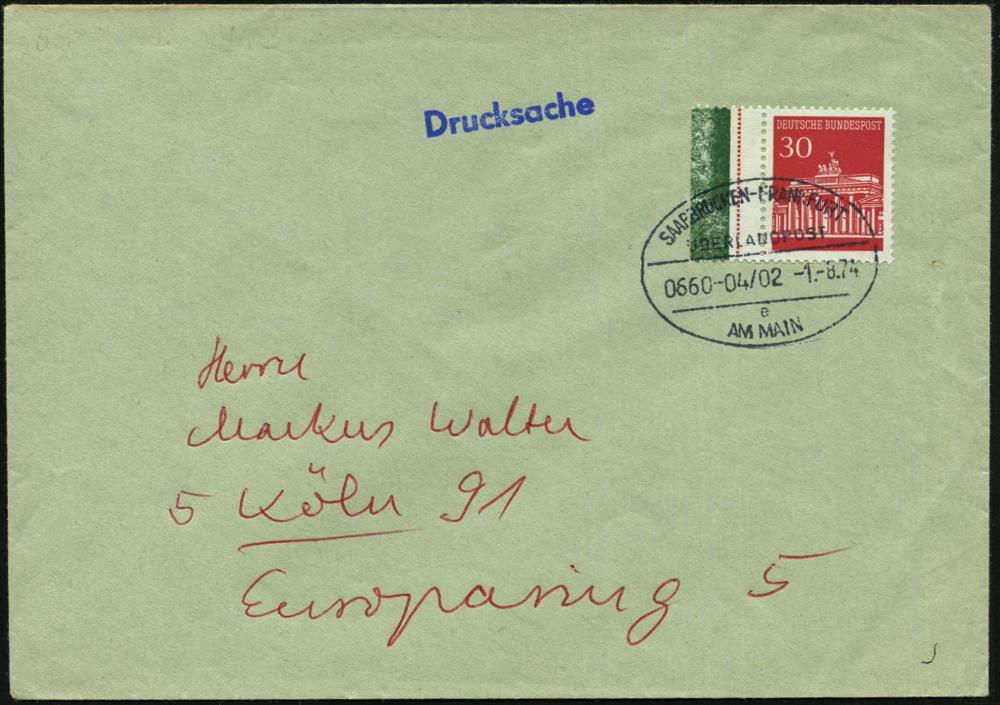 Drucksache
DEUTSCHE BUNDESPOST
30
SAARBRÜCKEN-FRANKFURT
ÜBERLANDPOST
0660-04/02 -1.-8.74
e
AM MAIN
Herrn
Markus Walter
5 Köln 91
Europaring 5